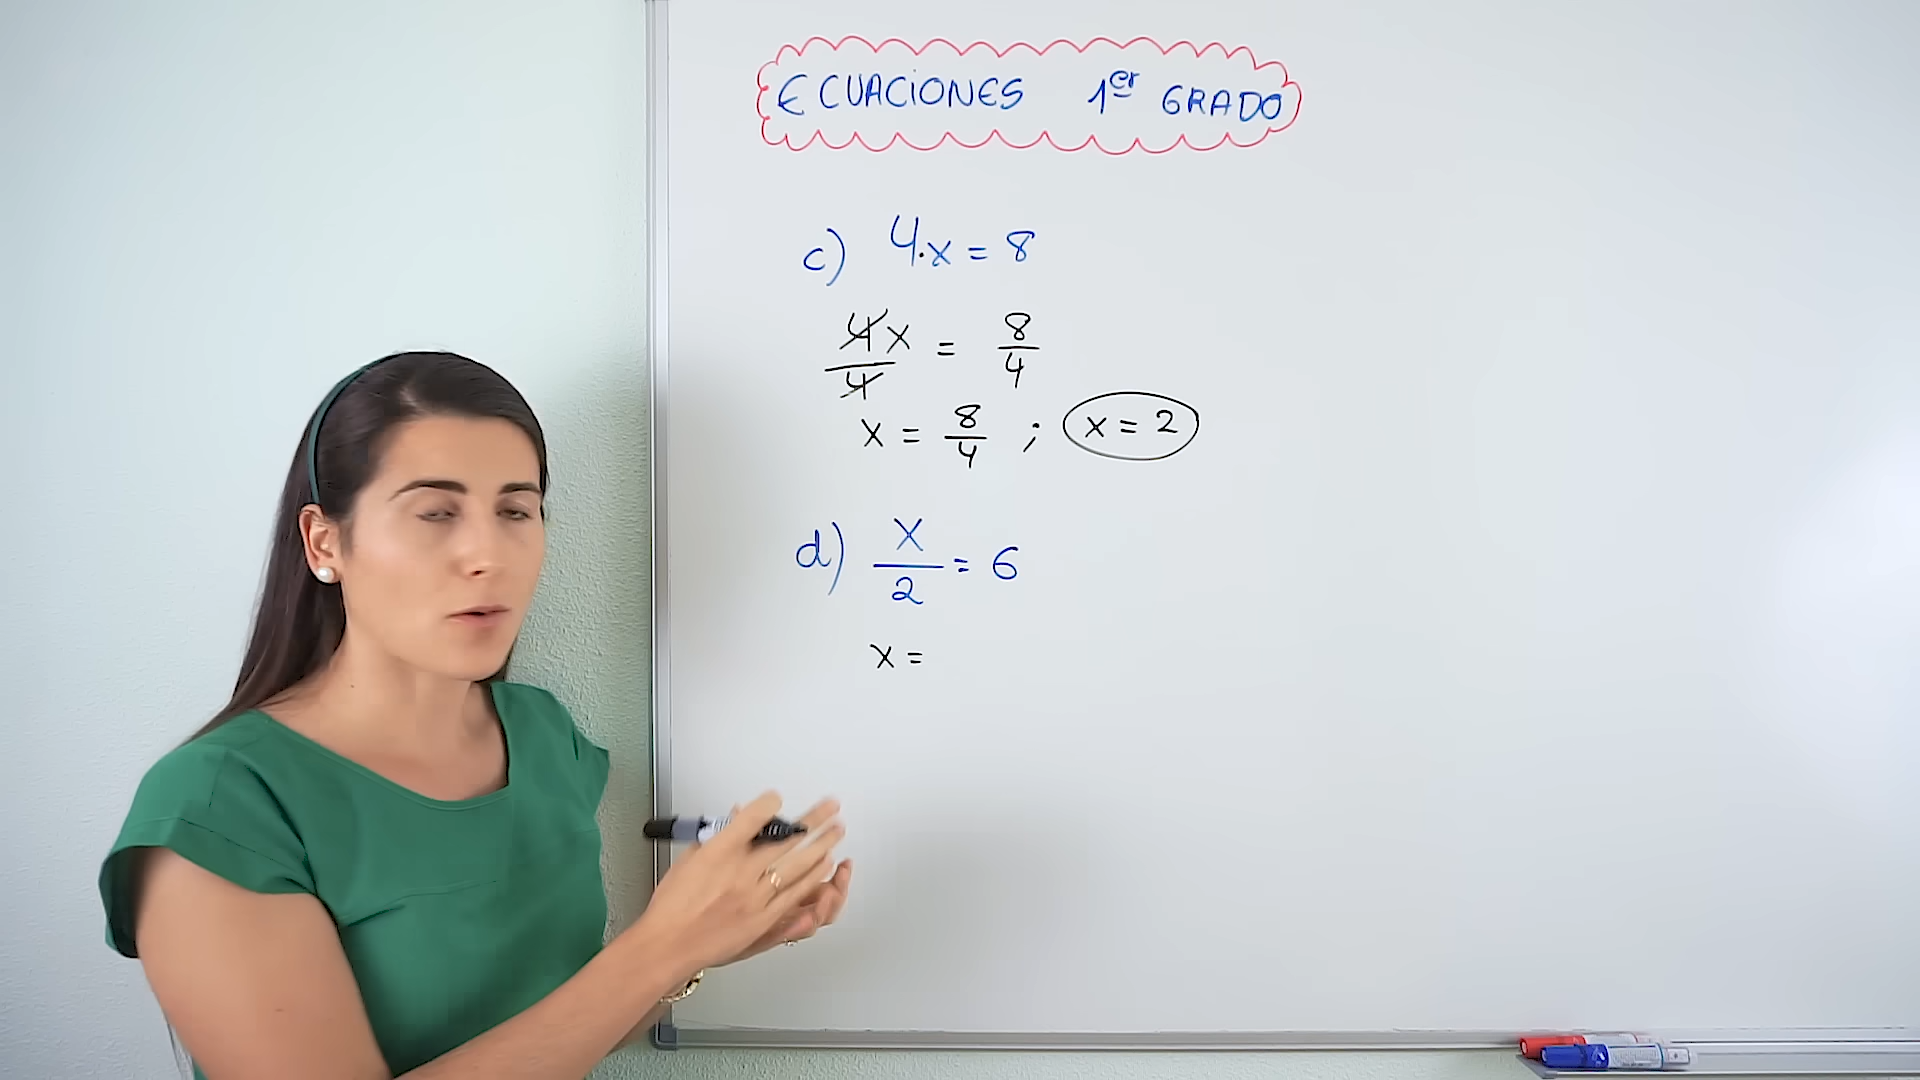 ECUACIONES 1er GRADO
c) 4·x = 8
4x/4 = 8/4
x = 8/4 ; x = 2
d) x/2 = 6
x =